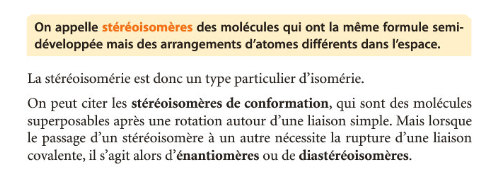 On appelle stéréoisomères des molécules qui ont la même formule semi-
développée mais des arrangements d'atomes différents dans l'espace.
La stéréoisomérie est donc un type particulier d'isomérie.
On peut citer les stéréoisomères de conformation, qui sont des molécules
superposables après une rotation autour d'une liaison simple. Mais lorsque
le passage d'un stéréoisomère à un autre nécessite la rupture d'une liaison
covalente, il s'agit alors d'énantiomères ou de diastéréoisomères.